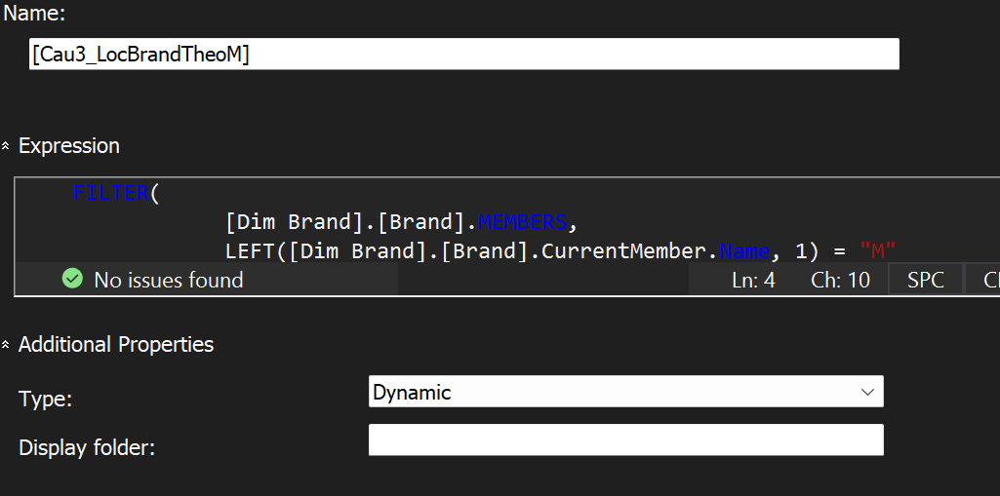 Name:
[Cau3_LocBrandTheoM]
Expression
FILTER(
[Dim Brand].[Brand].MEMBERS,
LEFT([Dim Brand].[Brand].CurrentMember.Name, 1) = "M"
No issues found Ln: 4 Ch: 10 SPC
Additional Properties
Type: Dynamic
Display folder: